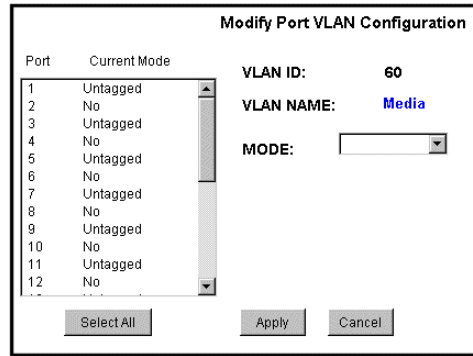 Modify Port VLAN Configuration
Port Current Mode
1 Untagged
2 No
3 Untagged
4 No
5 Untagged
6 No
7 Untagged
8 No
9 Untagged
10 No
11 Untagged
12 No
VLAN ID: 60
VLAN NAME: Media
MODE:
Select All
Apply
Cancel